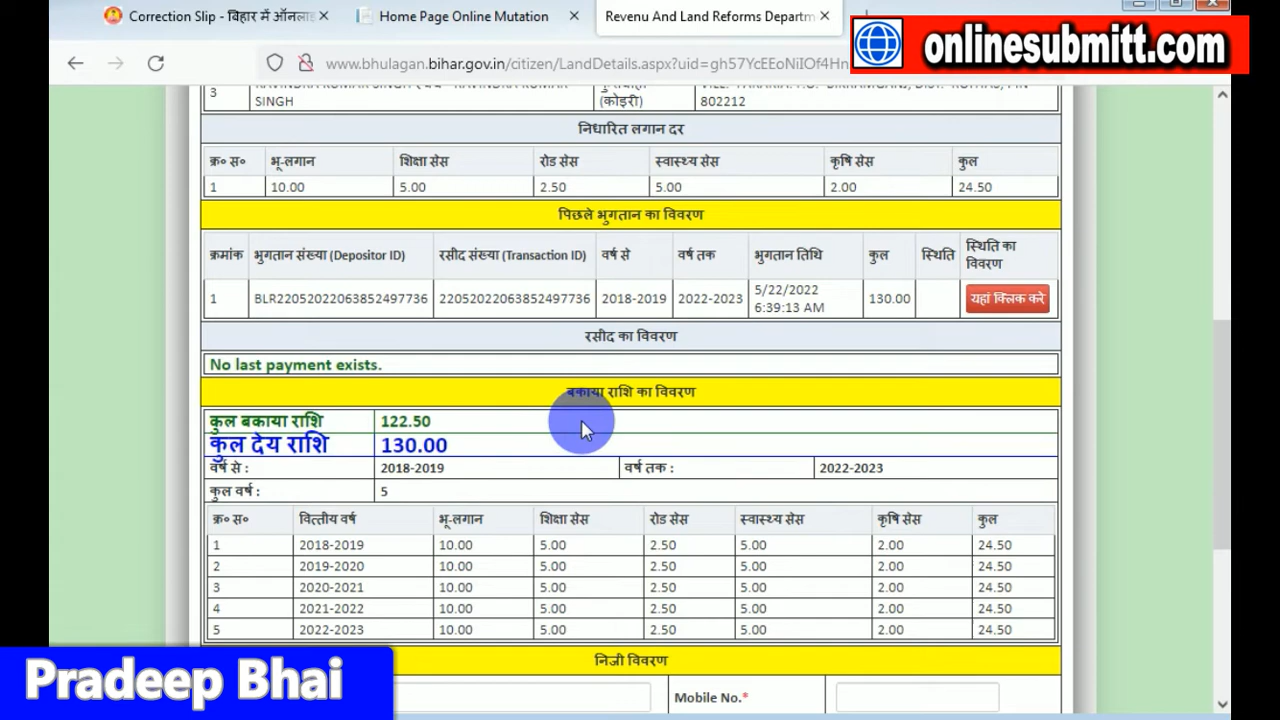 Correction Slip - बिहार में ऑनलाइ
Home Page Online Mutation
Revenu And Land Reforms Departm
www.bhulagan.bihar.gov.in/citizen/LandDetails.aspx?uid=gh57YcEEoNiIOf4Hn
onlinesubmitt.com
3
SINGH
(कोइरी)
802212
निधारित लगान दर
क्र० स० भू-लगान शिक्षा सेस रोड सेस स्वास्थ्य सेस कृषि सेस कुल
1 10.00 5.00 2.50 5.00 2.00 24.50
पिछले भुगतान का विवरण
क्रमांक भुगतान संख्या (Depositor ID) रसीद संख्या (Transaction ID) वर्ष से वर्ष तक भुगतान तिथि कुल स्थिति स्थिति का विवरण
1 BLR22052022063852497736 22052022063852497736 2018-2019 2022-2023 5/22/2022 6:39:13 AM 130.00 यहां क्लिक करे
रसीद का विवरण
No last payment exists.
बकाया राशि का विवरण
कुल बकाया राशि 122.50
कुल देय राशि 130.00
वर्ष से : 2018-2019 वर्ष तक : 2022-2023
कुल वर्ष : 5
क्र० स० वित्तीय वर्ष भू-लगान शिक्षा सेस रोड सेस स्वास्थ्य सेस कृषि सेस कुल
1 2018-2019 10.00 5.00 2.50 5.00 2.00 24.50
2 2019-2020 10.00 5.00 2.50 5.00 2.00 24.50
3 2020-2021 10.00 5.00 2.50 5.00 2.00 24.50
4 2021-2022 10.00 5.00 2.50 5.00 2.00 24.50
5 2022-2023 10.00 5.00 2.50 5.00 2.00 24.50
निजी विवरण
Mobile No.*
Pradeep Bhai